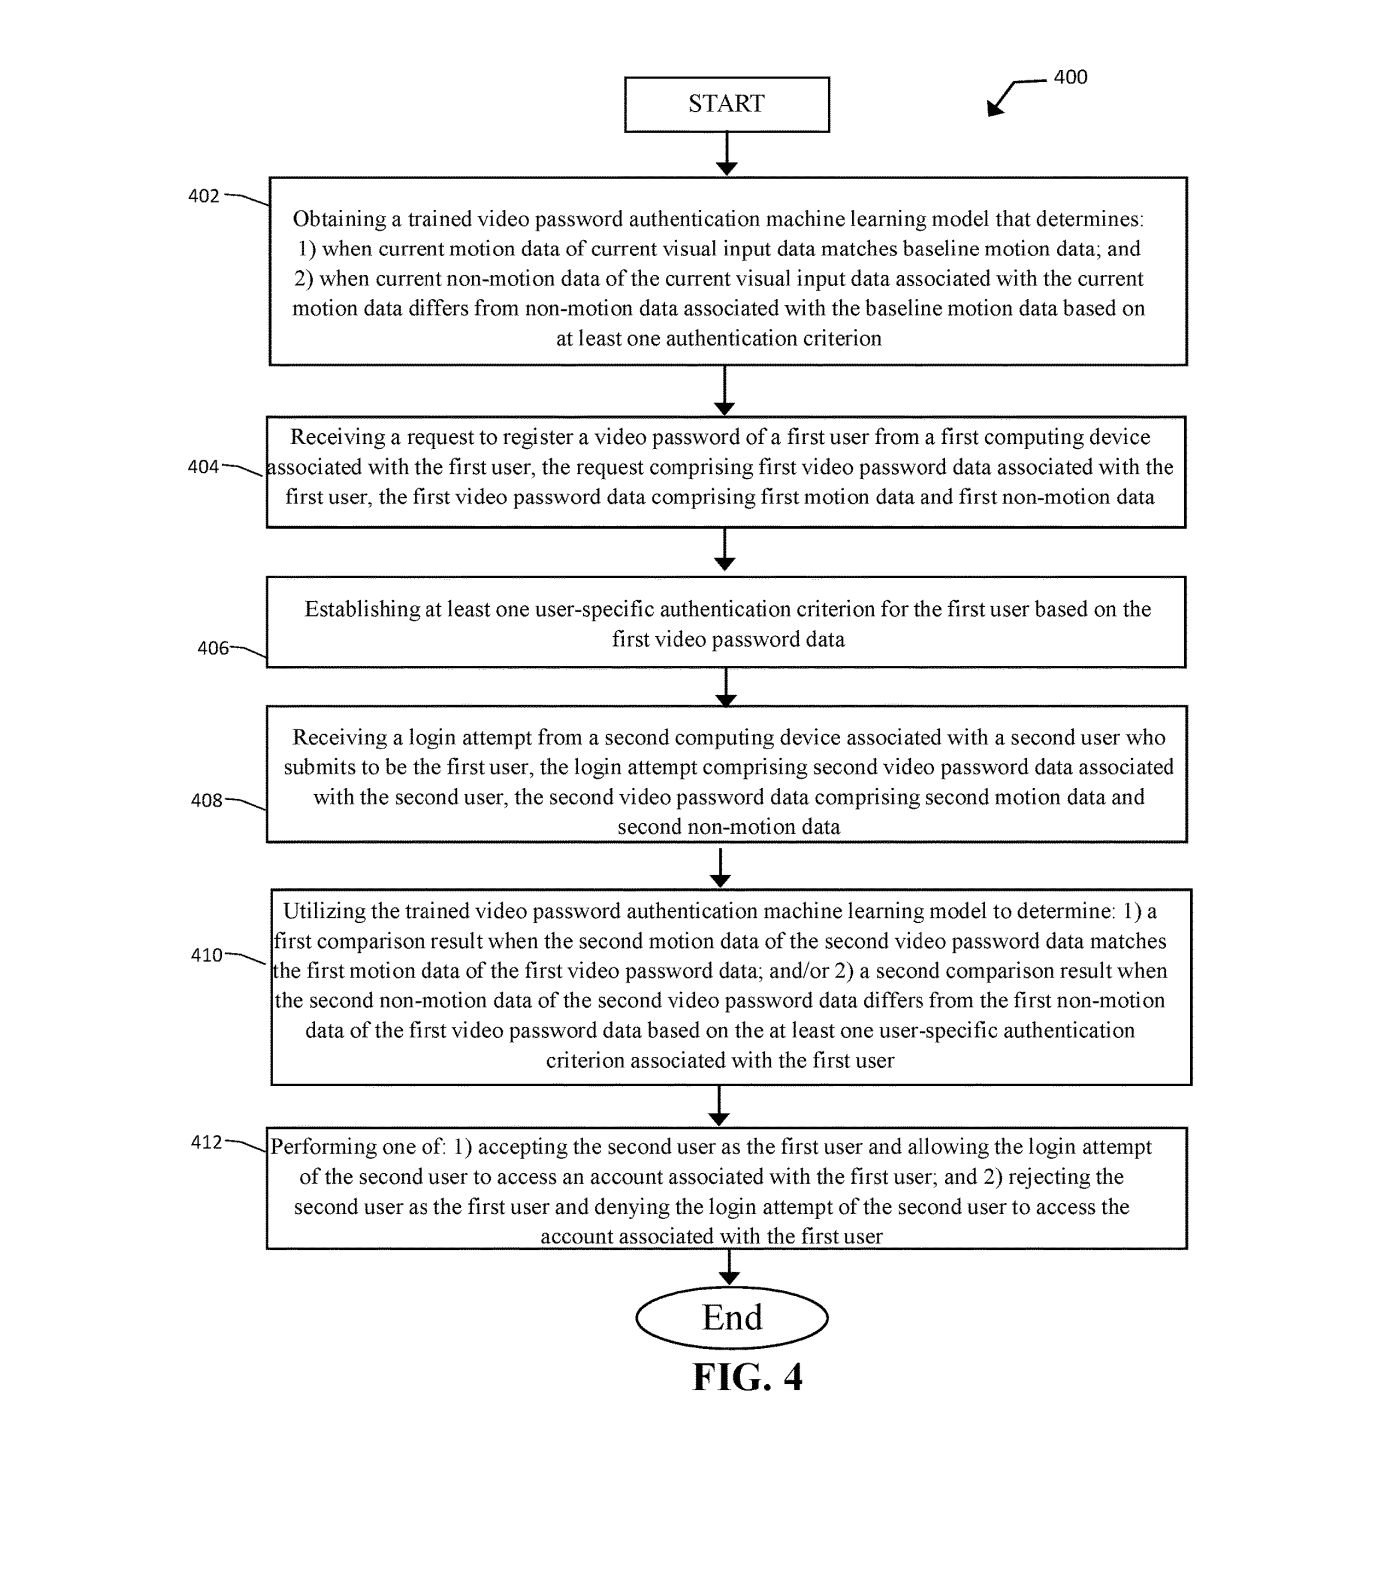 400
START
402
Obtaining a trained video password authentication machine learning model that determines:
1) when current motion data of current visual input data matches baseline motion data; and
2) when current non-motion data of the current visual input data associated with the current
motion data differs from non-motion data associated with the baseline motion data based on
at least one authentication criterion
404
Receiving a request to register a video password of a first user from a first computing device
associated with the first user, the request comprising first video password data associated with the
first user, the first video password data comprising first motion data and first non-motion data
406
Establishing at least one user-specific authentication criterion for the first user based on the
first video password data
408
Receiving a login attempt from a second computing device associated with a second user who
submits to be the first user, the login attempt comprising second video password data associated
with the second user, the second video password data comprising second motion data and
second non-motion data
410
Utilizing the trained video password authentication machine learning model to determine: 1) a
first comparison result when the second motion data of the second video password data matches
the first motion data of the first video password data; and/or 2) a second comparison result when
the second non-motion data of the second video password data differs from the first non-motion
data of the first video password data based on the at least one user-specific authentication
criterion associated with the first user
412
Performing one of: 1) accepting the second user as the first user and allowing the login attempt
of the second user to access an account associated with the first user; and 2) rejecting the
second user as the first user and denying the login attempt of the second user to access the
account associated with the first user
End
FIG. 4